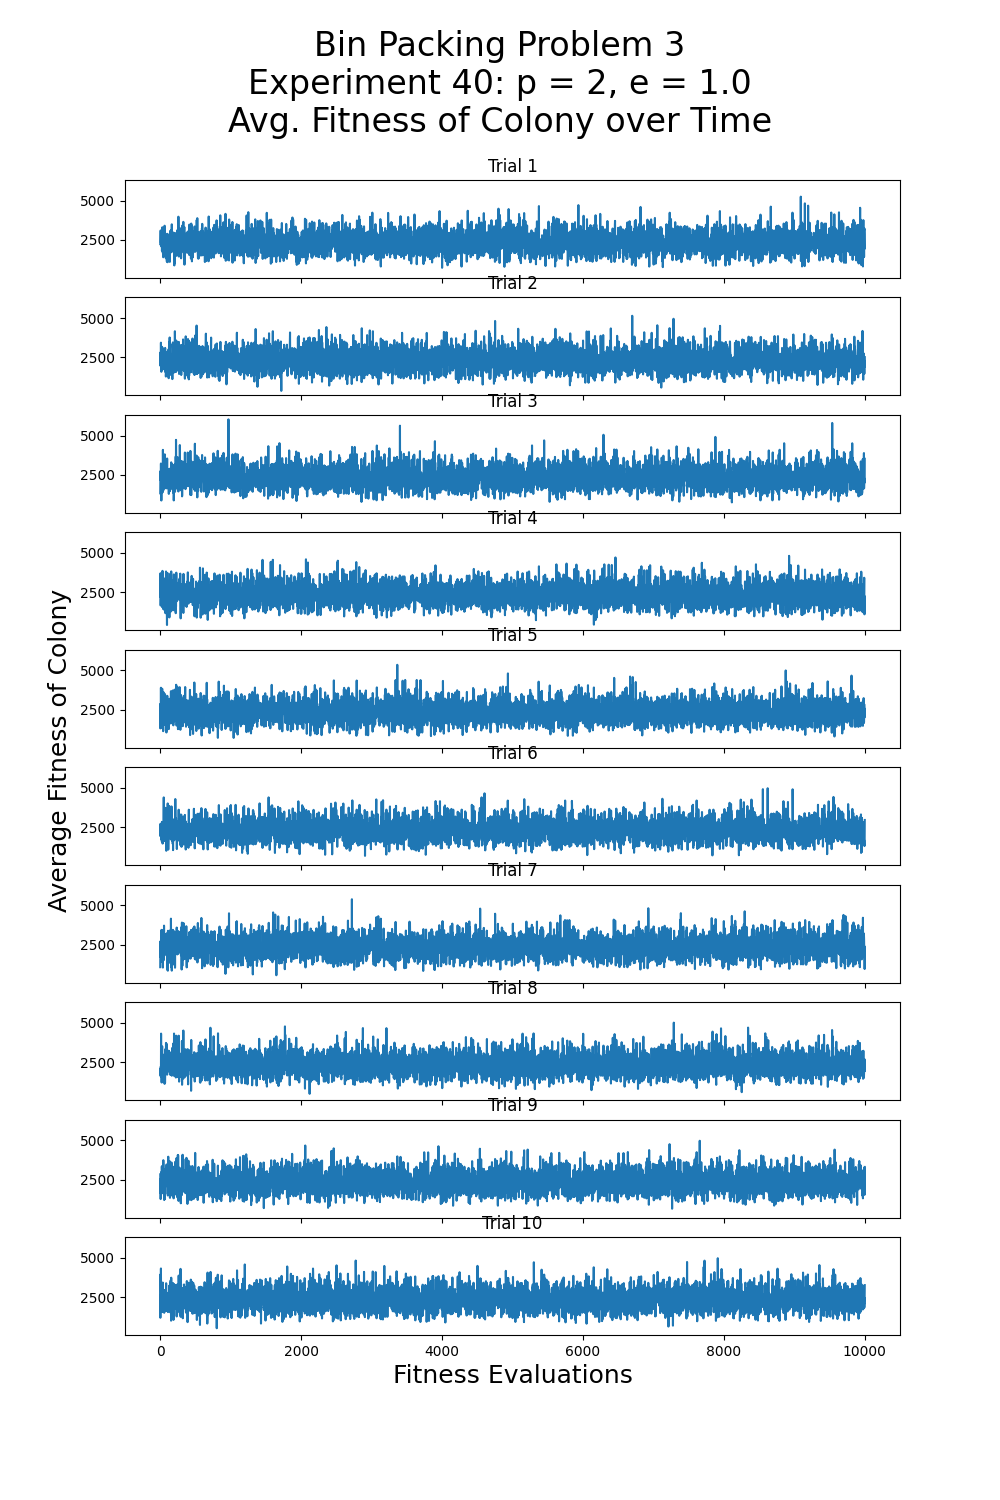 Bin Packing Problem 3
Experiment 40: p = 2, e = 1.0
Avg. Fitness of Colony over Time
Trial 1
5000
2500
Trial 2
5000
2500
Trial 3
5000
2500
Trial 4
5000
2500
Trial 5
5000
2500
Trial 6
5000
2500
Trial 7
5000
2500
Trial 8
5000
2500
Trial 9
5000
2500
Trial 10
5000
2500
0 2000 4000 6000 8000 10000
Fitness Evaluations
Average Fitness of Colony